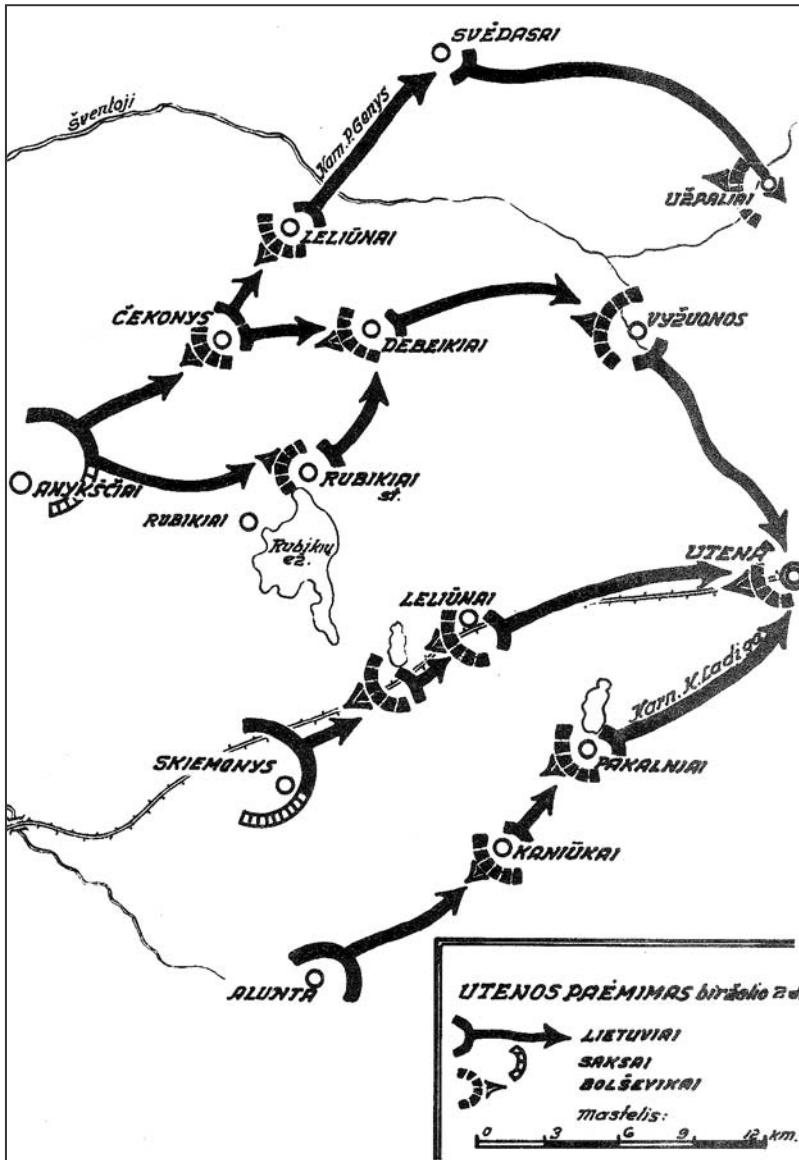 SVĖDASAI
Šventoji
Karn. P. Genys
UŽPALIAI
LELIŪNAI
ČEKONYS
DEBEIKIAI
VYŽUONOS
ANYKŠČIAI
RUBIKIAI
st.
RUBIKIAI
Rubikių
ež.
UTENA
LELIŪNAI
Karn. K. Ladiga
SKIEMONYS
PAKALNIAI
KANIŪKAI
ALUNTA
UTENOS PAĖMIMAS birželio 2 d
LIETUVIAI
SAKSAI
BOLŠEVIKAI
mastelis:
0 3 6 9 12 km.